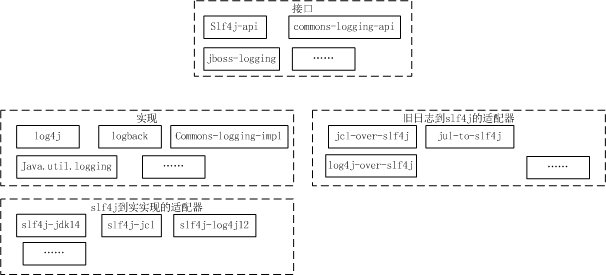 接口
Slf4j-api
commons-logging-api
jboss-logging
……
实现
log4j
logback
Commons-logging-impl
Java.util.logging
……
旧日志到slf4j的适配器
jcl-over-slf4j
jul-to-slf4j
log4j-over-slf4j
……
slf4j到实实现的适配器
slf4j-jdk14
slf4j-jcl
slf4j-log4j12
……